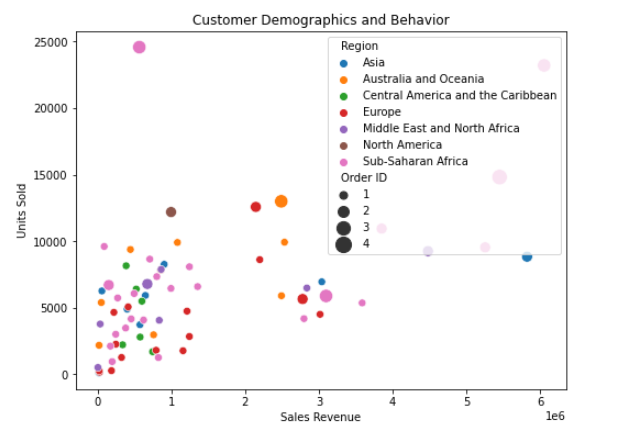 Customer Demographics and Behavior
25000
20000
15000
10000
5000
0
Units Sold
Region
Asia
Australia and Oceania
Central America and the Caribbean
Europe
Middle East and North Africa
North America
Sub-Saharan Africa
Order ID
1
2
3
4
0 1 2 3 4 5 6
1e6
Sales Revenue